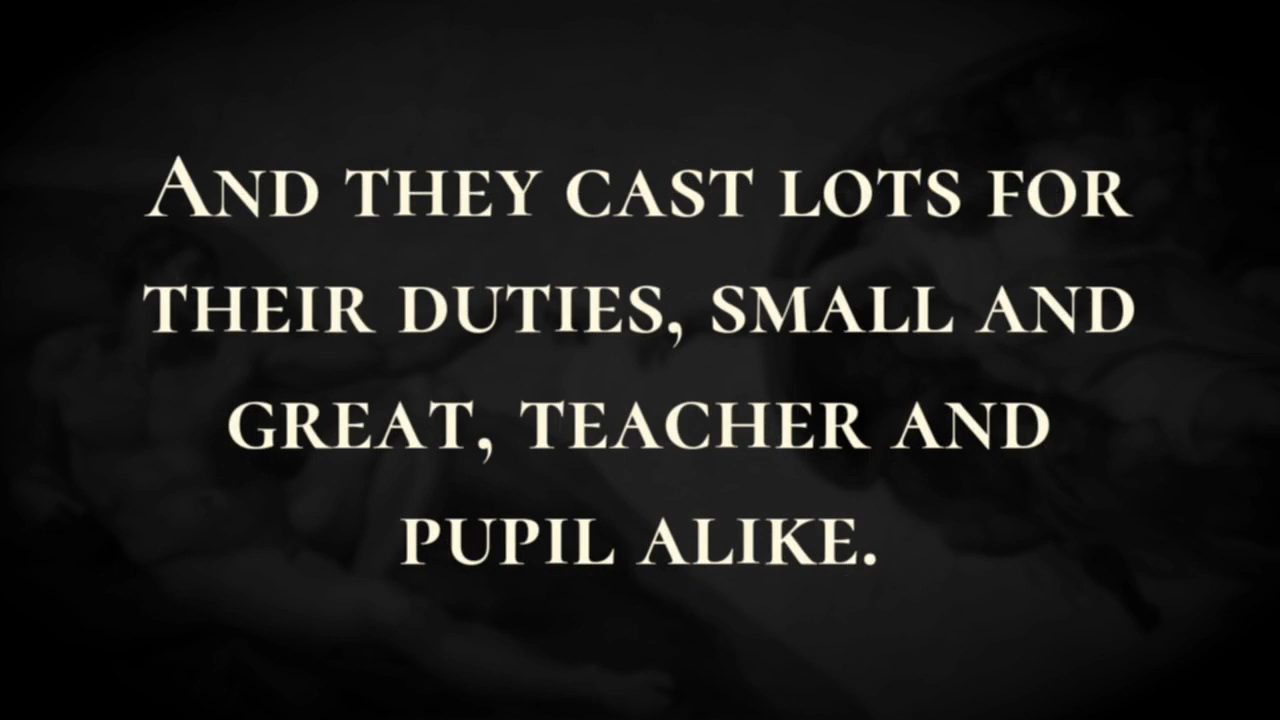 And they cast lots for
their duties, small and
great, teacher and
pupil alike.